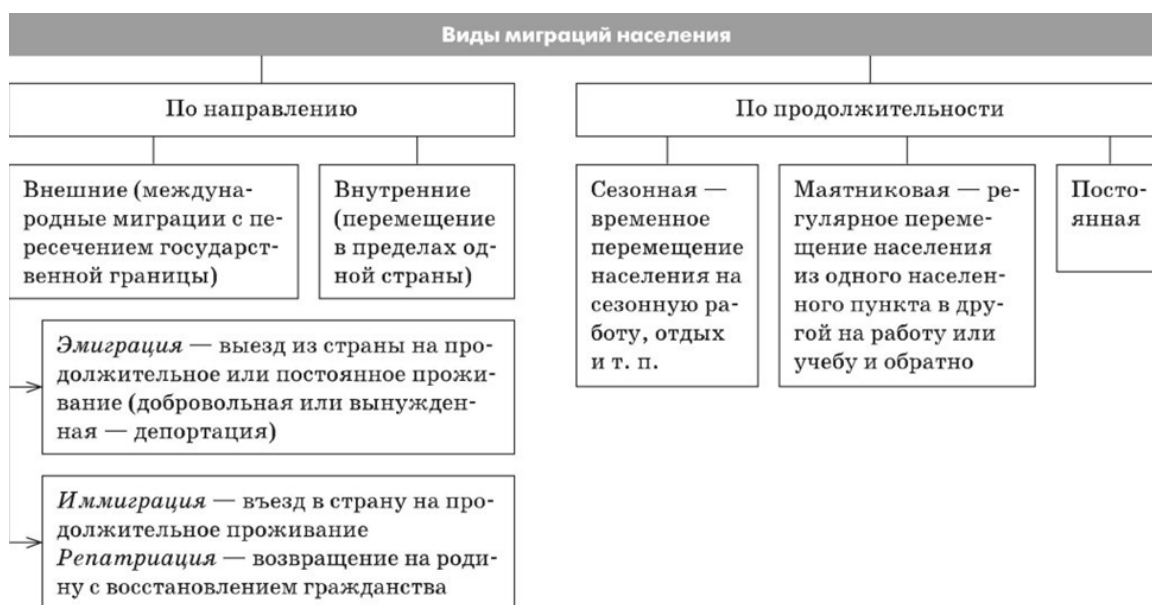 Виды миграций населения
По направлению
По продолжительности
Внешние (междуна-
родные миграции с пе-
ресечением государст-
венной границы)
Внутренние
(перемещение
в пределах од-
ной страны)
Сезонная —
временное
перемещение
населения на
сезонную ра-
боту, отдых
и т. п.
Маятниковая — ре-
гулярное переме-
щение населения
из одного населен-
ного пункта в дру-
гой на работу или
учебу и обратно
Посто-
янная
Эмиграция — выезд из страны на про-
должительное или постоянное прожи-
вание (добровольная или вынужден-
ная — депортация)
Иммиграция — въезд в страну на про-
должительное проживание
Репатриация — возвращение на роди-
ну с восстановлением гражданства